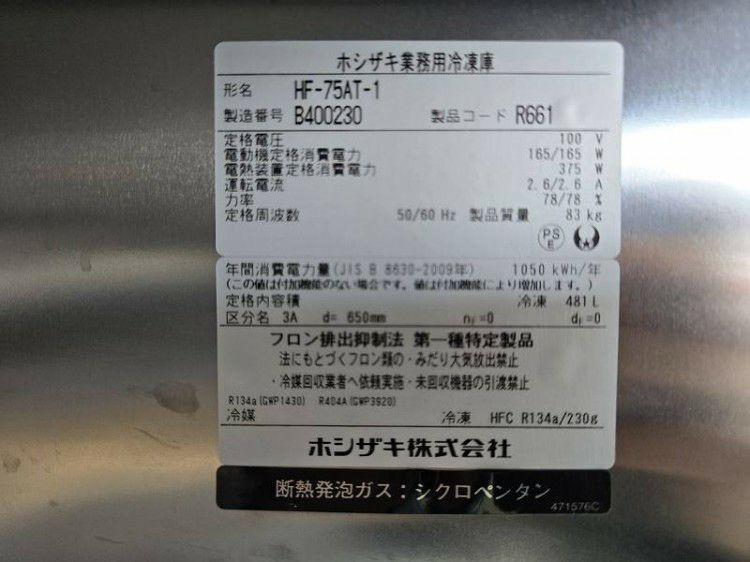 ホシザキ業務用冷凍庫
形名 HF-75AT-1
製造番号 B400230 製品コード R661
定格電圧 100 V
電動機定格消費電力 165/165 W
電熱装置定格消費電力 375 W
運転電流 2.6/2.6 A
力率 78/78 %
定格周波数 50/60 Hz 製品質量 83 kg
PS
E
年間消費電力量(JIS B 8630-2009年) 1050 kWh/年
(この値は付加機能のない場合です。値は付加機能により増加します。)
定格内容積 冷凍 481 L
区分名 3A d= 650mm nF=0 dF=0
フロン排出抑制法 第一種特定製品
法にもとづくフロン類の・みだり大気放出禁止
・冷媒回収業者へ依頼実施・未回収機器の引渡禁止
R134a(GWP1430) R404A(GWP3920)
冷媒 冷凍 HFC R134a/230g
ホシザキ株式会社
断熱発泡ガス：シクロペンタン
471576C